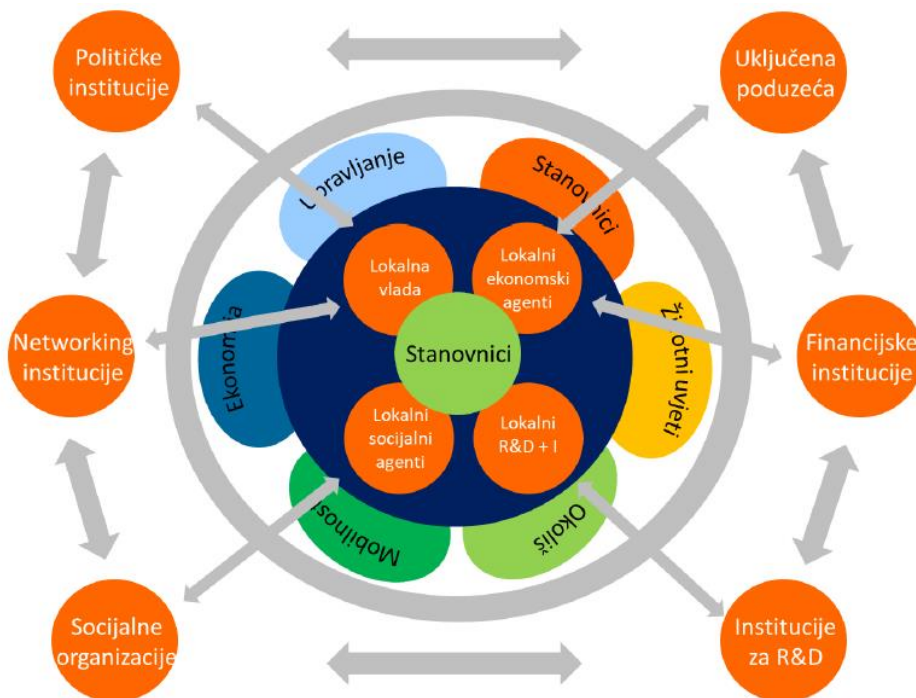 Političke
institucije
Uključena
poduzeća
Upravljanje
Stanovnici
Lokalna
vlada
Lokalni
ekonomski
agenti
Networking
institucije
Ekonomija
Stanovnici
Životni uvjeti
Financijske
institucije
Lokalni
socijalni
agenti
Lokalni
R&D + I
Mobilnost
Okoliš
Socijalne
organizacije
Institucije
za R&D